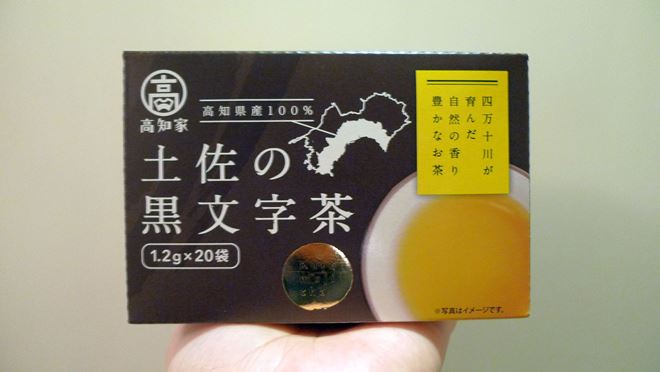 高知家
高知県産100%
土佐の
黒文字茶
1.2g×20袋
四万十川が
育んだ
自然の香り
豊かなお茶
※写真はイメージです。